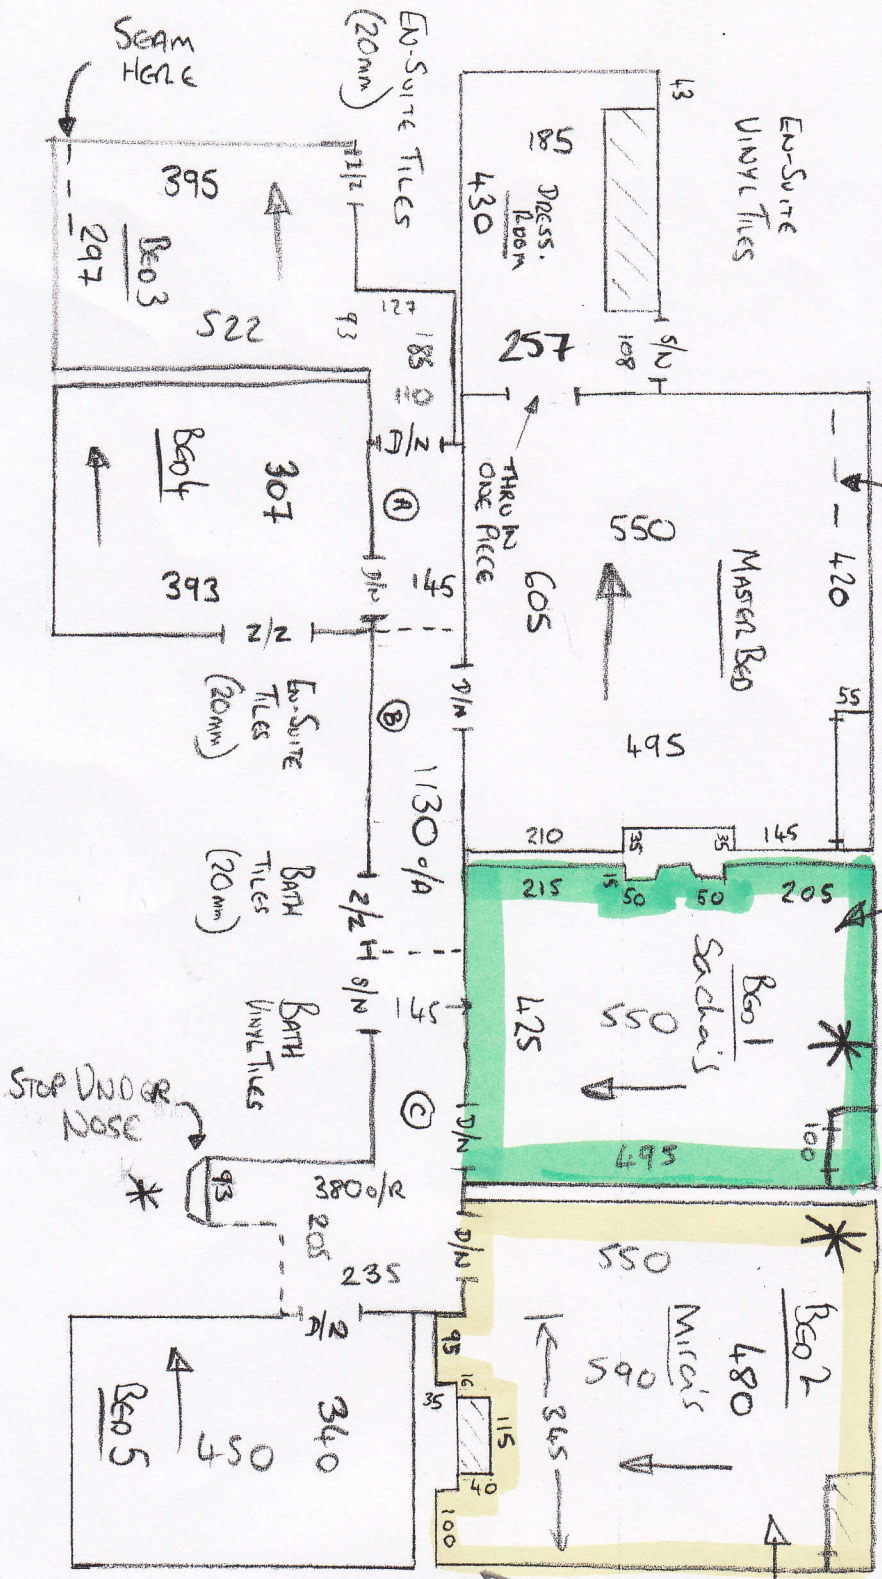 SEAM
HERE
EN-SUITE TILES
(20mm)
EN-SUITE
VINYL TILES
43
185
DRESS.
ROOM
430
257
108
S/N
395
Z/Z
BED 3
297
522
93
127
185
110
D/Z
THRU IN
ONE PIECE
550
420
MASTER BED
605
55
495
210
35
35
145
BED 4
307
393
Z/Z
A
D/N
145
D/N
B
1130 o/A
EN-SUITE
TILES
(20mm)
BATH
TILES
(20mm)
Z/Z
S/N
BATH
VINYL TILES
145
C
D/N
215
15
50
50
205
BED 1
Sacha's
550
425
*
100
495
STOP UNDER
NOSE
*
93
380 o/R
205
235
D/N
D/Z
550
*
BED 2
Mira's
480
590
345
95
16
35
115
40
100
BED 5
340
450